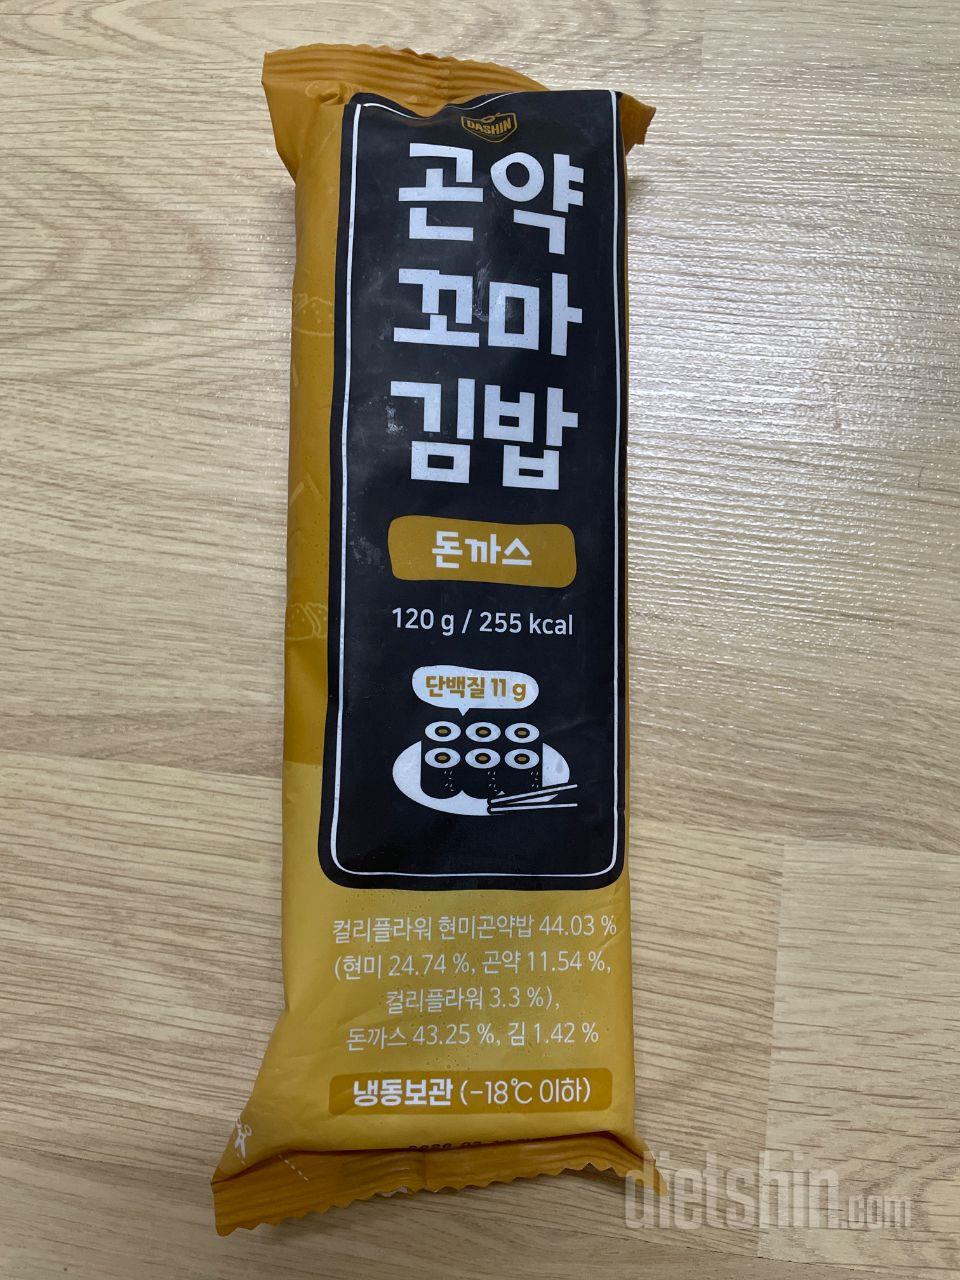 DASHIN
곤약
꼬마
김밥
돈까스
120 g / 255 kcal
단백질 11 g
컬리플라워 현미곤약밥 44.03 %
(현미 24.74 %, 곤약 11.54 %,
컬리플라워 3.3 %),
돈까스 43.25 %, 김 1.42 %
냉동보관 (-18℃ 이하)
dietshin.com